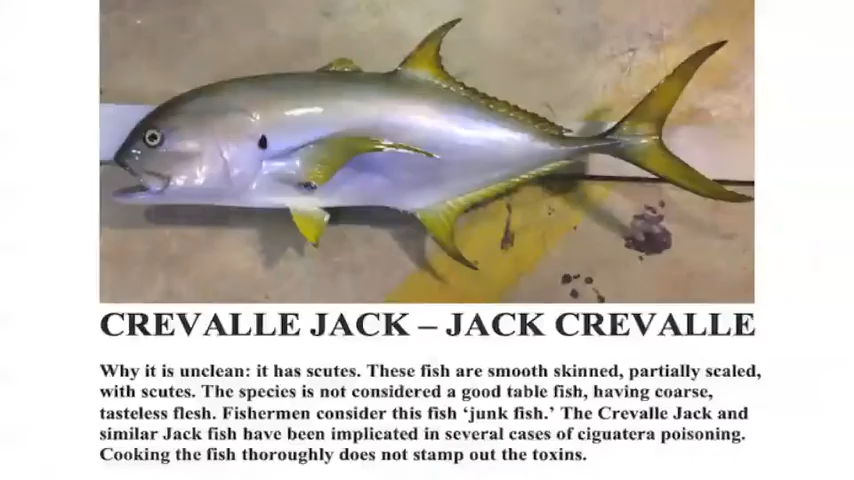 CREVALLE JACK – JACK CREVALLE
Why it is unclean: it has scutes. These fish are smooth skinned, partially scaled,
with scutes. The species is not considered a good table fish, having coarse,
tasteless flesh. Fishermen consider this fish ‘junk fish.’ The Crevalle Jack and
similar Jack fish have been implicated in several cases of ciguatera poisoning.
Cooking the fish thoroughly does not stamp out the toxins.